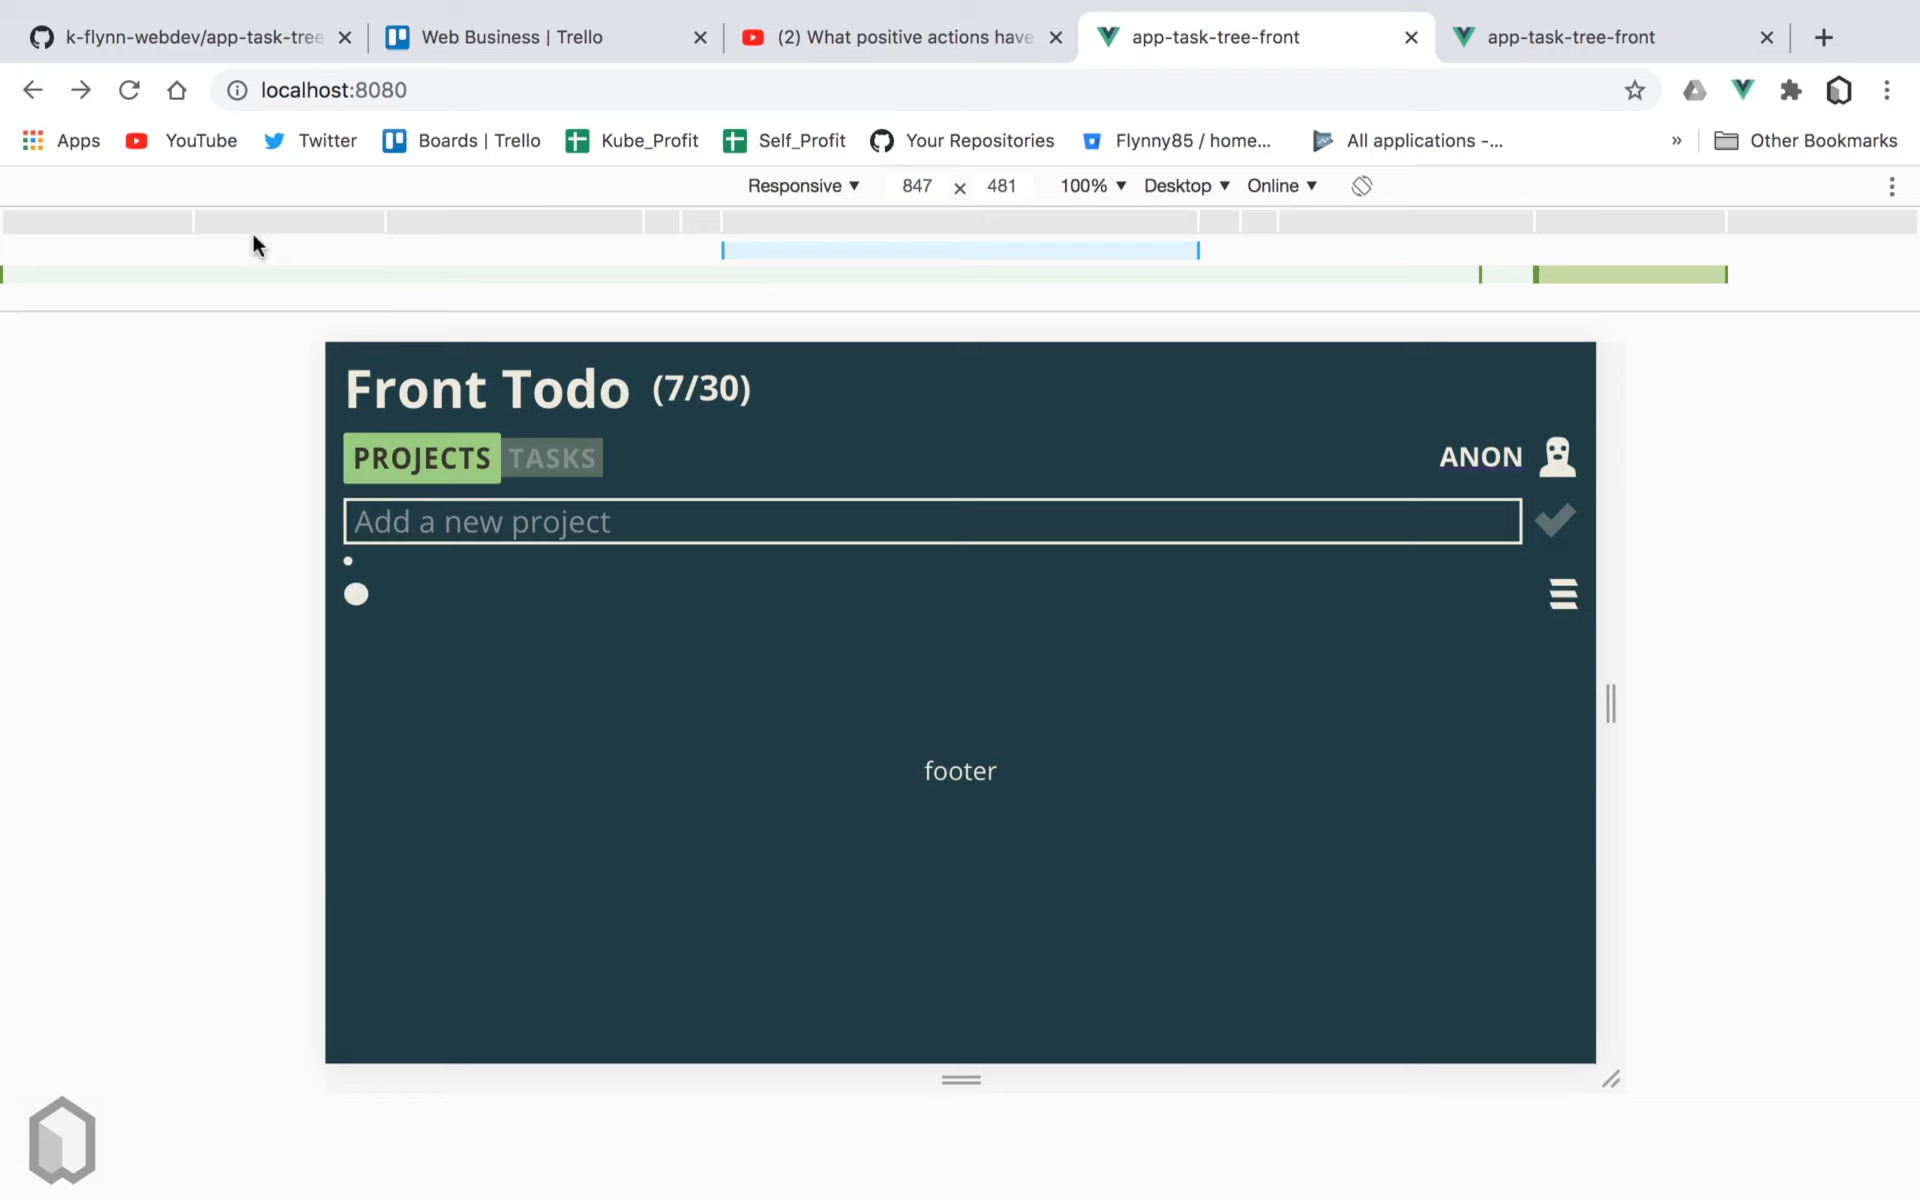 k-flynn-webdev/app-task-tree
Web Business | Trello
(2) What positive actions have
app-task-tree-front
app-task-tree-front
localhost:8080
Apps
YouTube
Twitter
Boards | Trello
Kube_Profit
Self_Profit
Your Repositories
Flynny85 / home...
All applications -...
»
Other Bookmarks
Responsive ▼ 847 × 481 100% ▼ Desktop ▼ Online ▼
Front Todo (7/30)
PROJECTS TASKS
ANON
Add a new project
footer